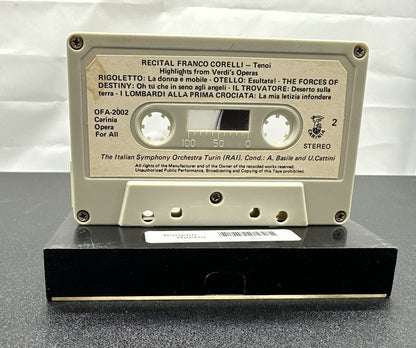 RECITAL FRANCO CORELLI – Tenoi
Highlights from Verdi's Operas
RIGOLETTO: La donna e mobile - OTELLO: Esultate! - THE FORCES OF
DESTINY: Oh tú che in seno agli angeli - IL TROVATORE: Deserto sulla
terra - I LOMBARDI ALLA PRIMA CROCIATA: La mia letizia infondere
OFA-2002
Carinia
Opera
For All
2
STEREO
100 50 0
The Italian Symphony Orchestra Turin (RAI). Cond.: A. Basile and U. Cattini
All rights of the Manufacturer and of the Owner of the recorded works reserved
Unauthorized Public Performance, Broadcasting and Copying of this Tape prohibited.